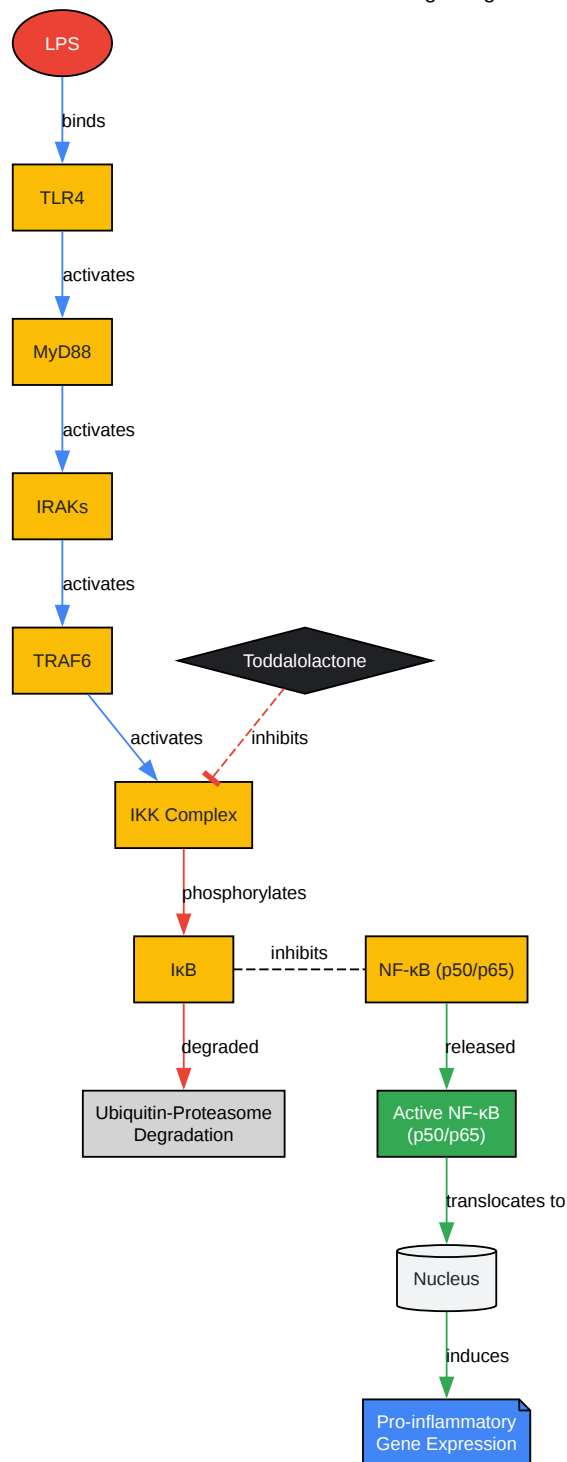 LPS
binds
TLR4
activates
MyD88
activates
IRAKs
activates
TRAF6
Toddalolactone
activates
inhibits
IKK Complex
phosphorylates
IκB
inhibits
NF-κB (p50/p65)
degraded
released
Ubiquitin-Proteasome
Degradation
Active NF-κB
(p50/p65)
translocates to
Nucleus
induces
Pro-inflammatory
Gene Expression